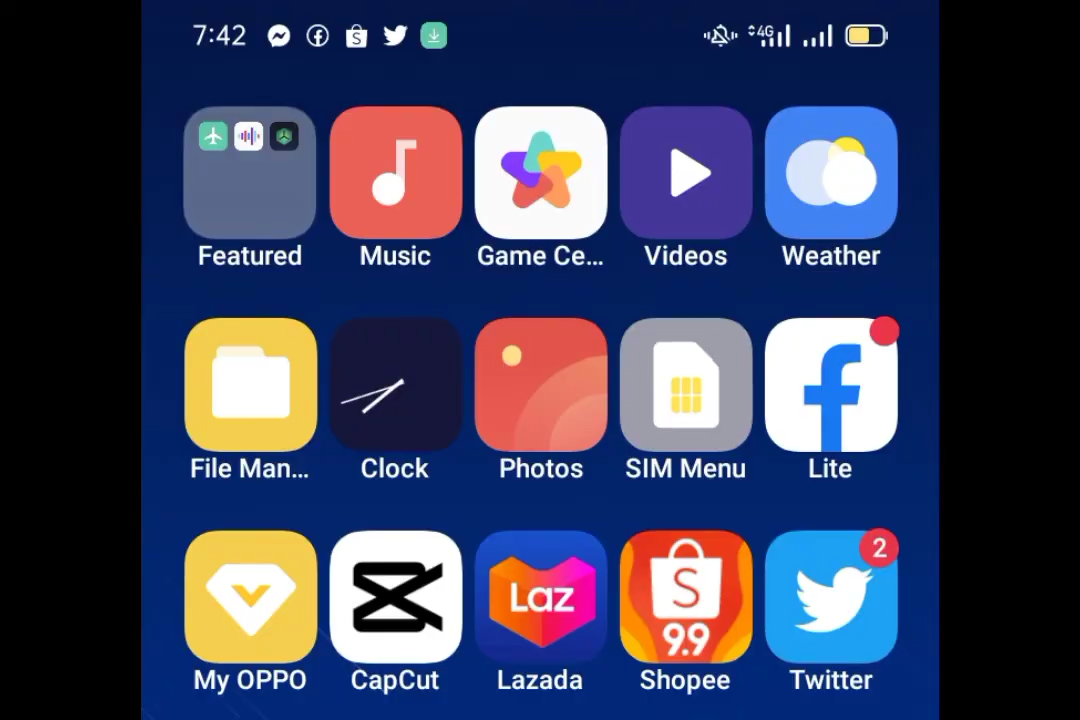 7:42 4G
Featured Music Game Ce... Videos Weather
File Man... Clock Photos SIM Menu Lite
Laz S 9.9 2
My OPPO CapCut Lazada Shopee Twitter